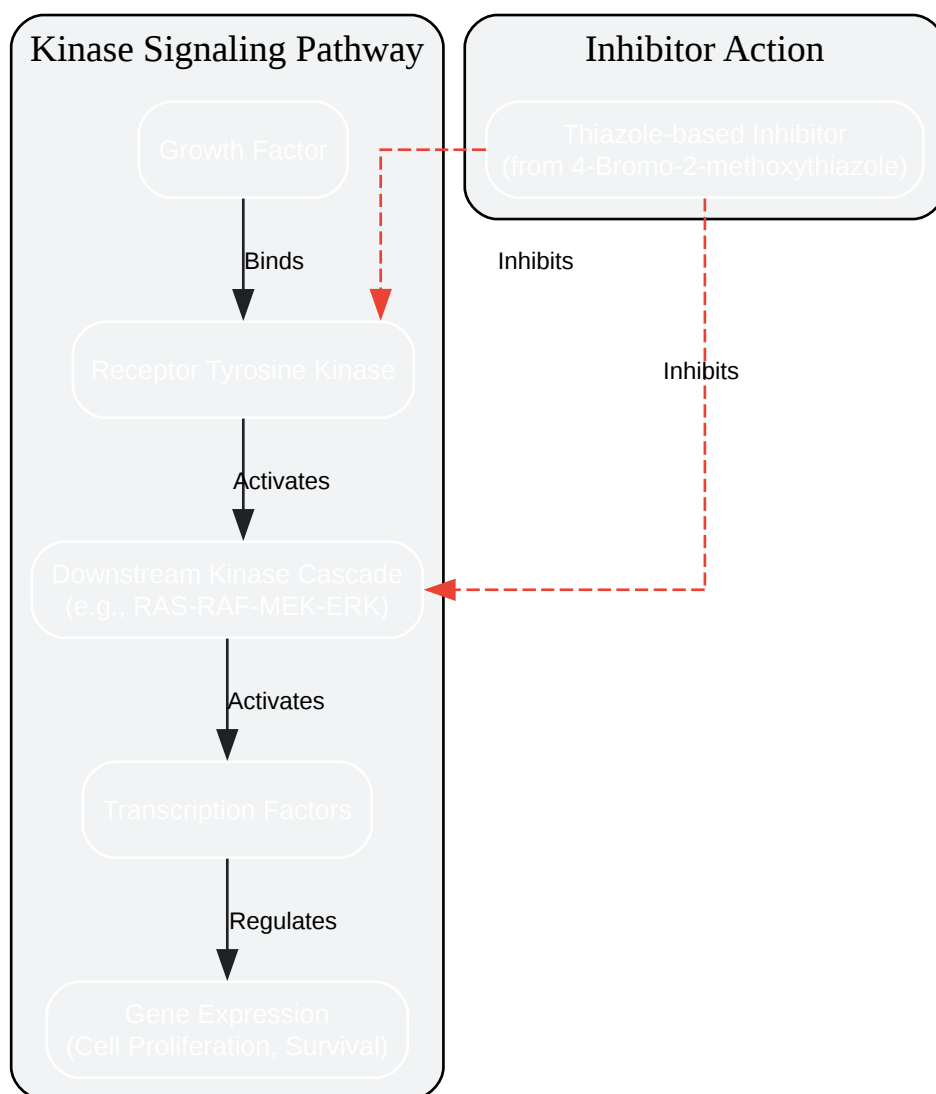 Kinase Signaling Pathway
Inhibitor Action
Growth Factor
Thiazole-based Inhibitor
(from 4-Bromo-2-methoxythiazole)
Binds
Inhibits
Receptor Tyrosine Kinase
Inhibits
Activates
Downstream Kinase Cascade
(e.g., RAS-RAF-MEK-ERK)
Activates
Transcription Factors
Regulates
Gene Expression
(Cell Proliferation, Survival)